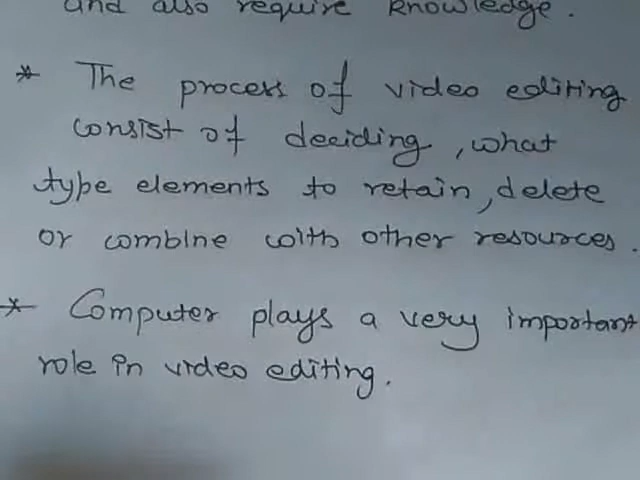 and also require knowledge.
* The process of video editing
consist of deciding, what
type elements to retain, delete
or combine with other resources.
* Computer plays a very important
role in video editing.